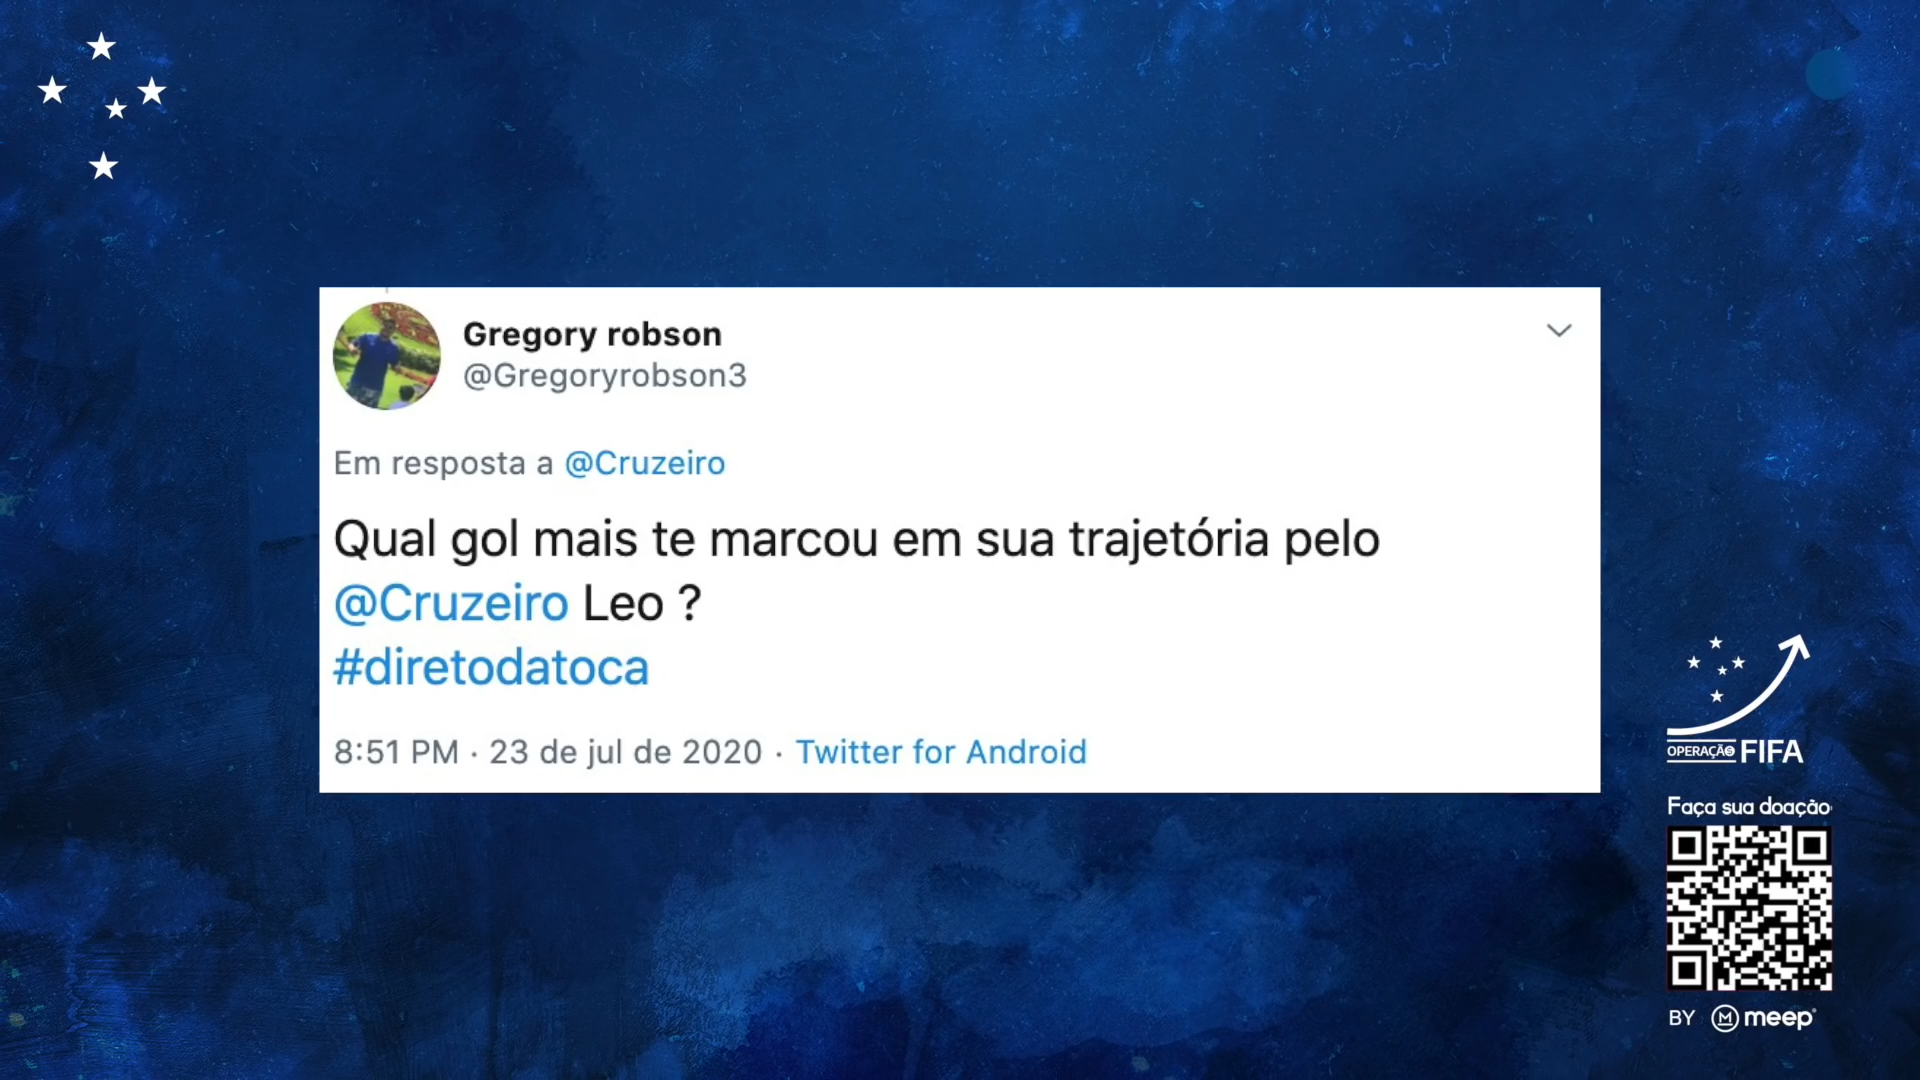 Gregory robson
@Gregoryrobson3
Em resposta a @Cruzeiro
Qual gol mais te marcou em sua trajetória pelo
@Cruzeiro Leo ?
#diretodatoca
8:51 PM · 23 de jul de 2020 · Twitter for Android
OPERAÇÃO FIFA
Faça sua doação
BY meep